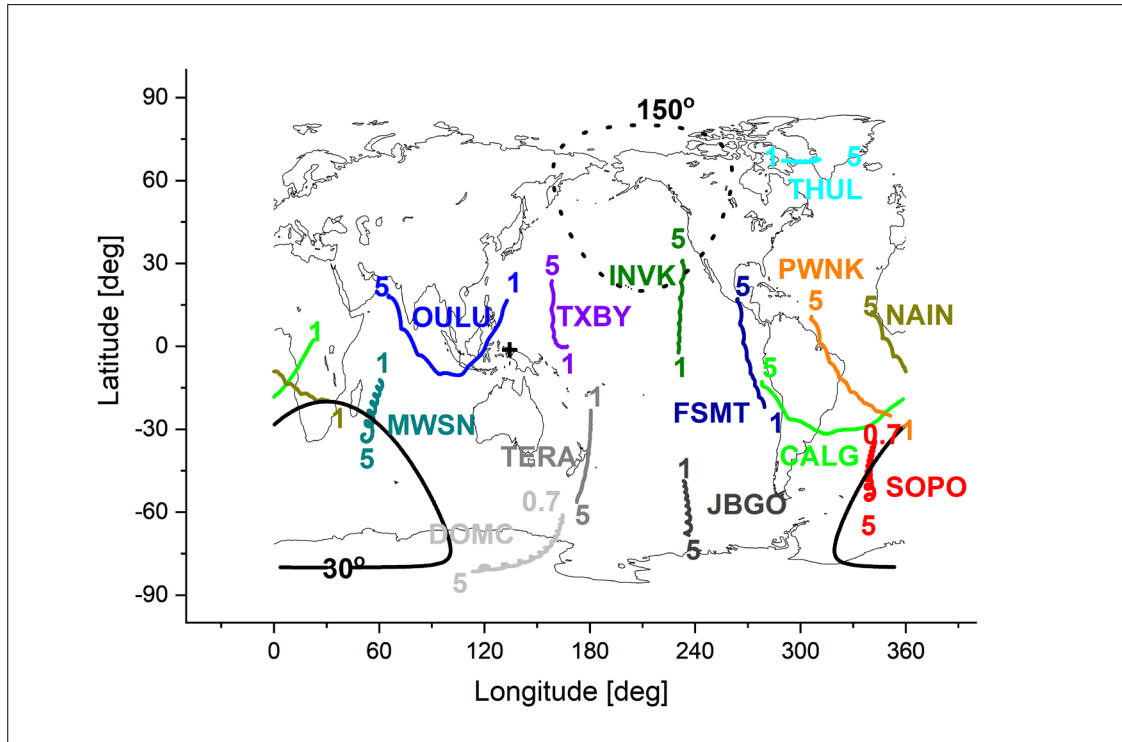 90
150°
1
5
THUL
60
5
30
INVK
5
5
1
5
PWNK
5
5
NAIN
OULU
TXBY
1
0
1
1
1
5
FSMT
1
MWSN
1
1
-30
5
TERA
1
CALG
0.7
1
0.7
5
JBGO
SOPO
-60
DOMC
5
5
5
30°
-90
0
60
120
180
240
300
360
Latitude [deg]
Longitude [deg]